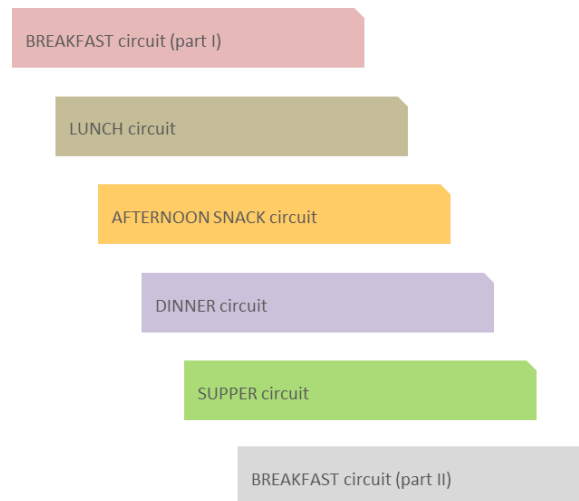 BREAKFAST circuit (part I)
LUNCH circuit
AFTERNOON SNACK circuit
DINNER circuit
SUPPER circuit
BREAKFAST circuit (part II)